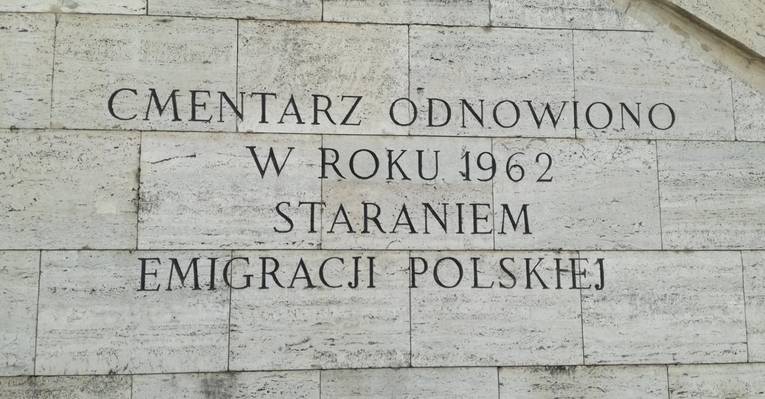 CMENTARZ ODNOWIONO
W ROKU 1962
STARANIEM
EMIGRACJI POLSKIEJ